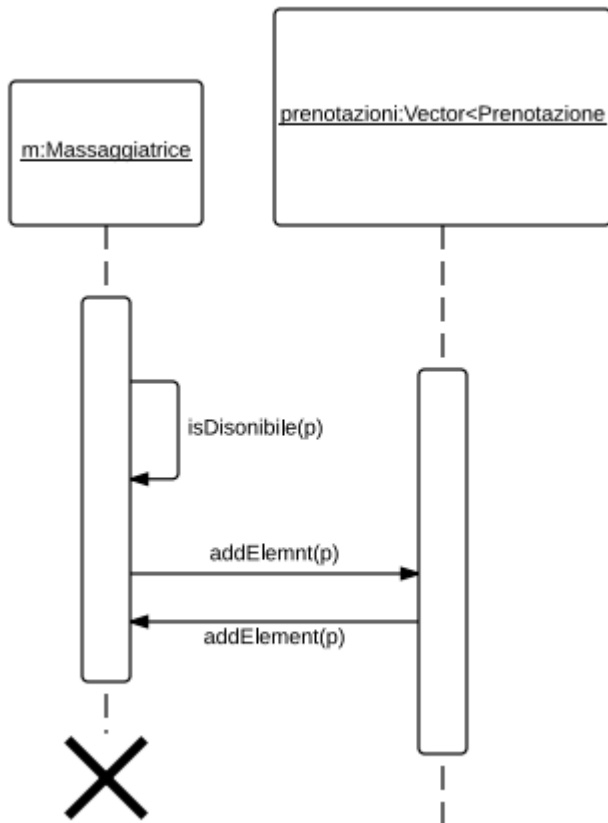 m:Massaggiatrice
prenotazioni:Vector<Prenotazione
isDisonibile(p)
addElemnt(p)
addElement(p)